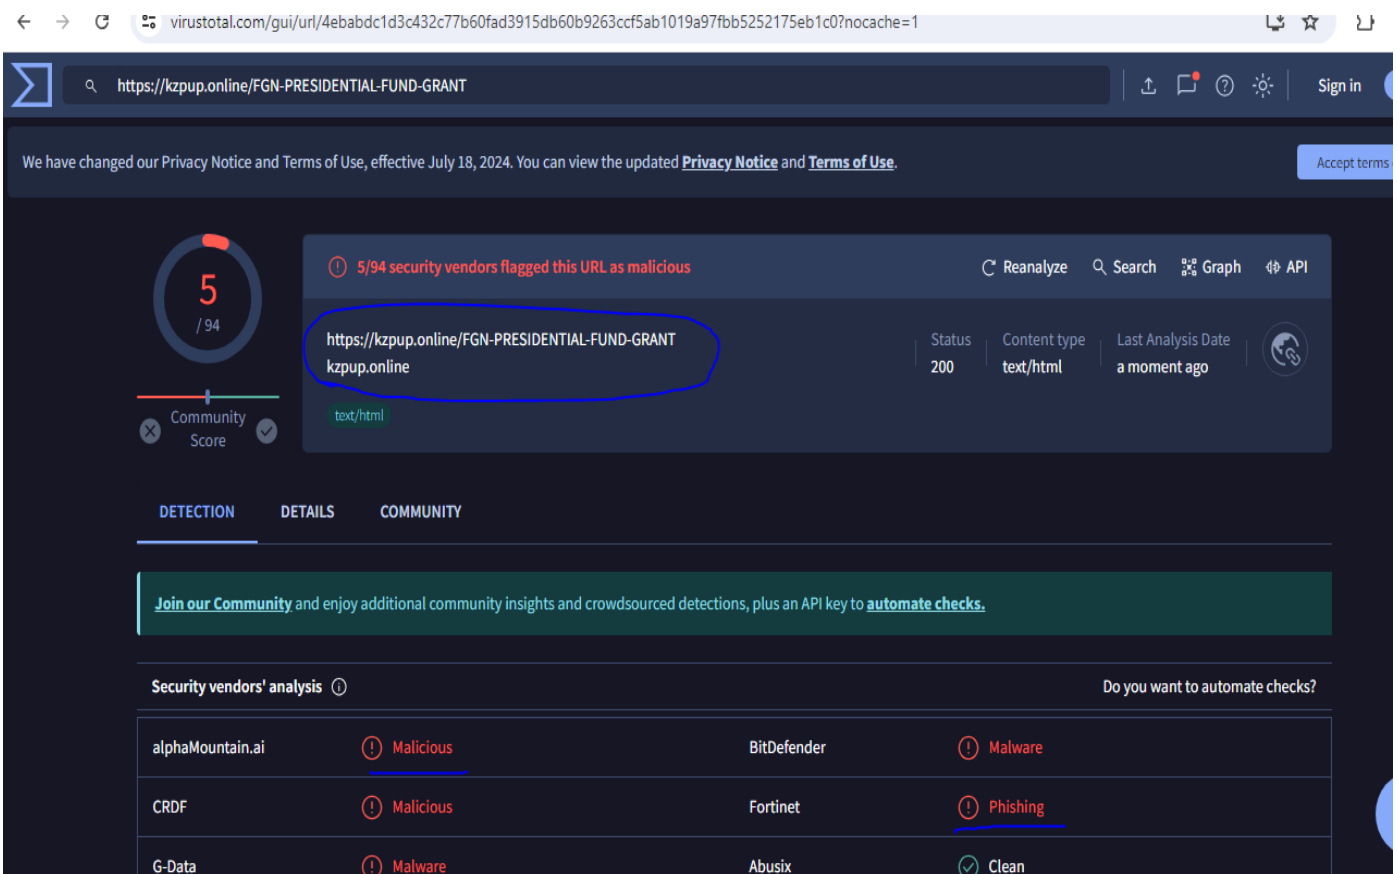 virustotal.com/gui/url/4ebabdc1d3c432c77b60fad3915db60b9263ccf5ab1019a97fbb5252175eb1c0?nocache=1
https://kzpup.online/FGN-PRESIDENTIAL-FUND-GRANT
Sign in
We have changed our Privacy Notice and Terms of Use, effective July 18, 2024. You can view the updated Privacy Notice and Terms of Use.
Accept terms
5
/ 94
5/94 security vendors flagged this URL as malicious
Reanalyze Search Graph API
https://kzpup.online/FGN-PRESIDENTIAL-FUND-GRANT
kzpup.online
Status Content type Last Analysis Date
200 text/html a moment ago
text/html
Community
Score
DETECTION DETAILS COMMUNITY
Join our Community and enjoy additional community insights and crowdsourced detections, plus an API key to automate checks.
Security vendors' analysis Do you want to automate checks?
alphaMountain.ai Malicious BitDefender Malware
CRDF Malicious Fortinet Phishing
G-Data Malware Abusix Clean